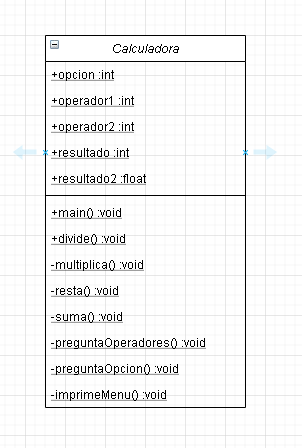 Calculadora
+opcion :int
+operador1 :int
+operador2 :int
+resultado :int
+resultado2 :float
+main() :void
+divide() :void
-multiplica() :void
-resta() :void
-suma() :void
-preguntaOperadores() :void
-preguntaOpcion() :void
-imprimeMenu() :void